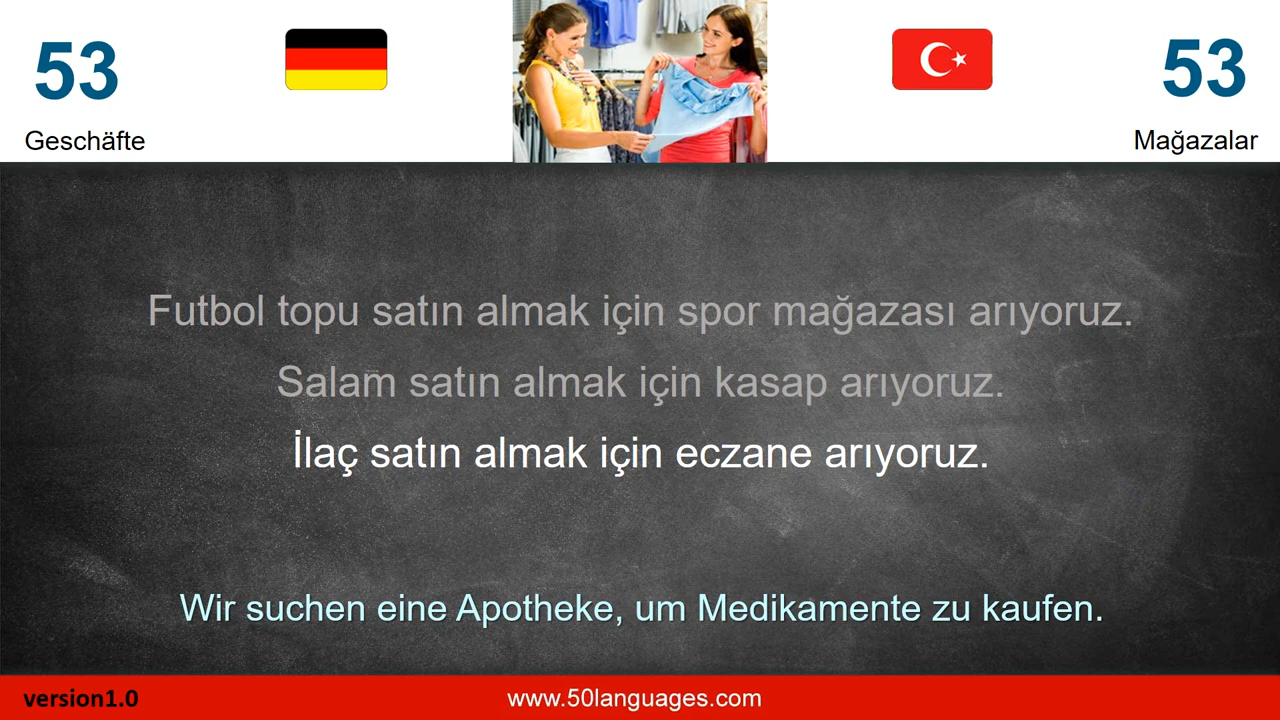 53
53
Geschäfte
Mağazalar
Futbol topu satın almak için spor mağazası arıyoruz.
Salam satın almak için kasap arıyoruz.
İlaç satın almak için eczane arıyoruz.
Wir suchen eine Apotheke, um Medikamente zu kaufen.
version1.0
www.50languages.com